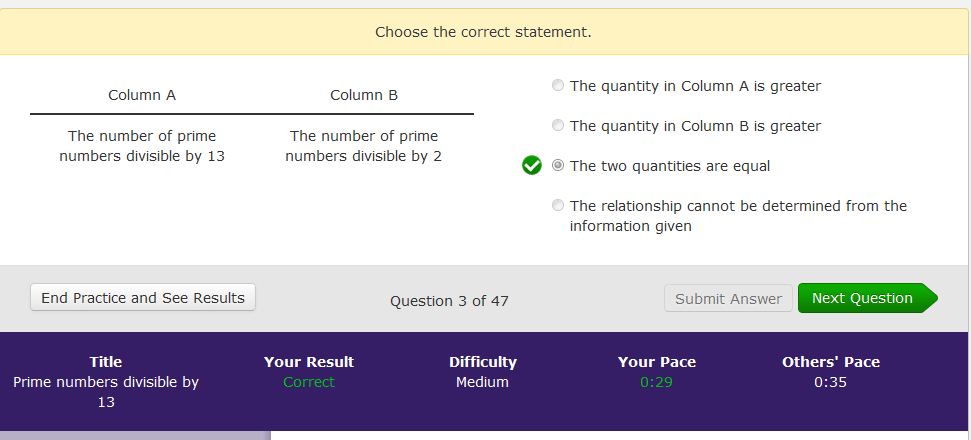 Choose the correct statement.
Column A
Column B
The number of prime
numbers divisible by 13
The number of prime
numbers divisible by 2
The quantity in Column A is greater
The quantity in Column B is greater
The two quantities are equal
The relationship cannot be determined from the
information given
End Practice and See Results
Question 3 of 47
Submit Answer
Next Question
Title
Prime numbers divisible by
13
Your Result
Correct
Difficulty
Medium
Your Pace
0:29
Others' Pace
0:35